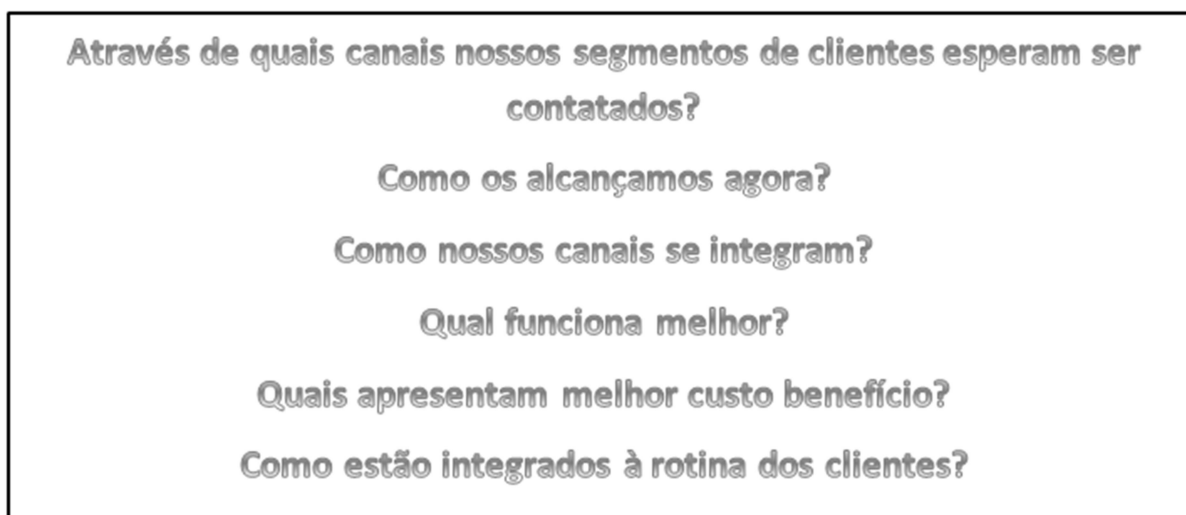 Através de quais canais nossos segmentos de clientes esperam ser
contatados?
Como os alcançamos agora?
Como nossos canais se integram?
Qual funciona melhor?
Quais apresentam melhor custo benefício?
Como estão integrados à rotina dos clientes?